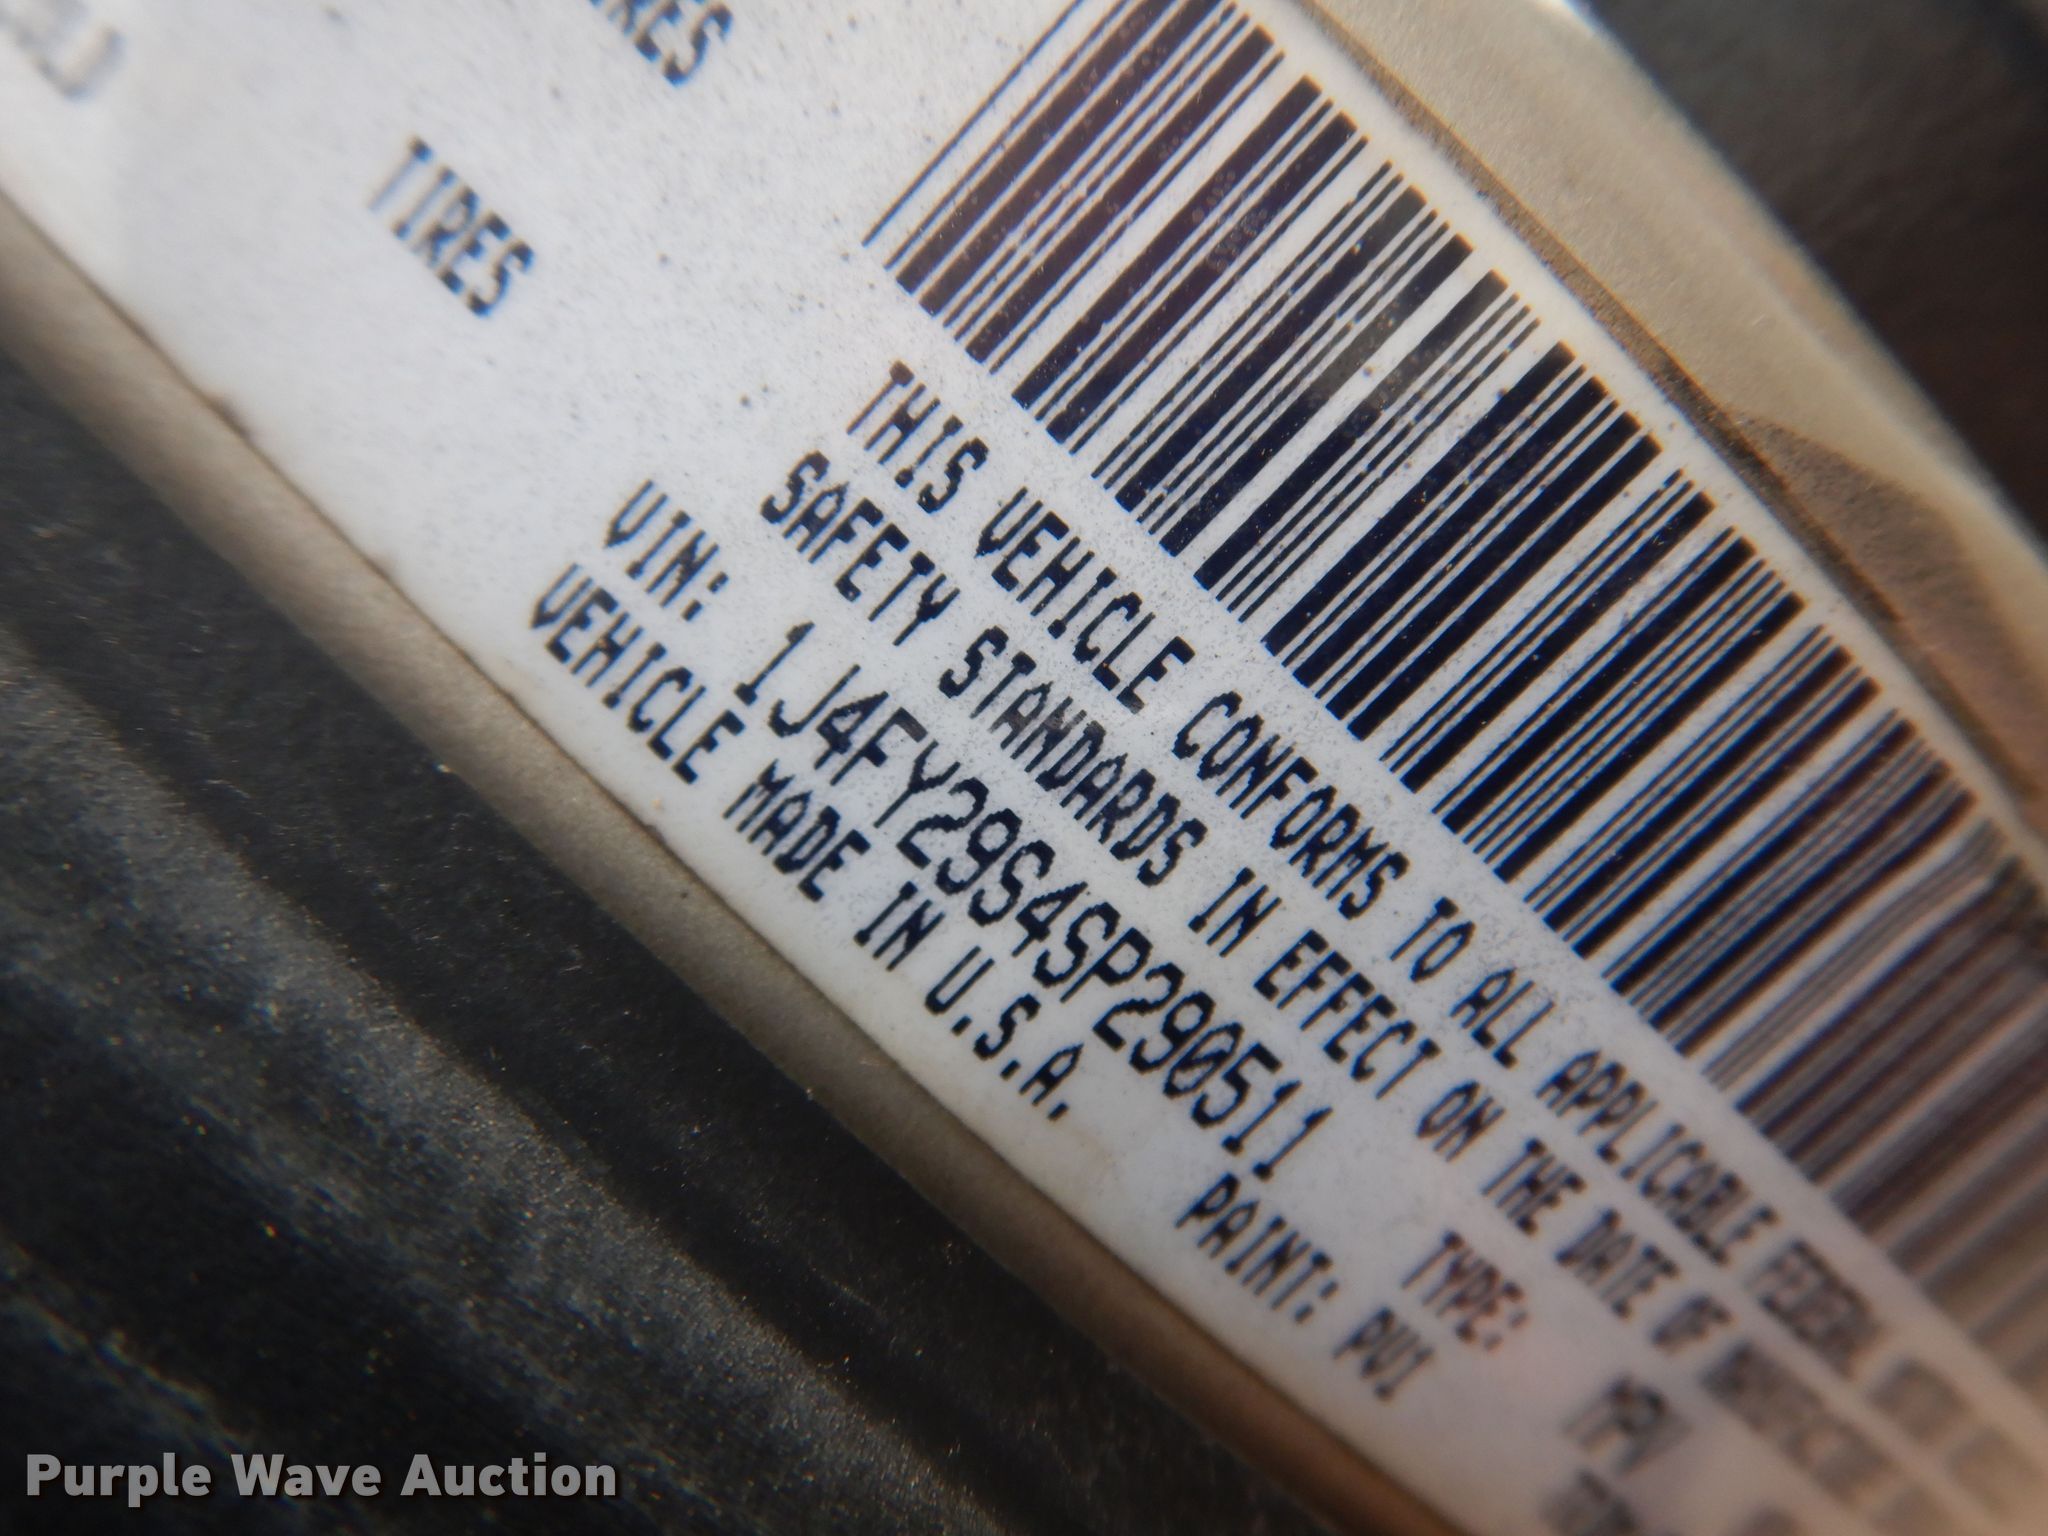 TIRES
THIS VEHICLE CONFORMS TO ALL APPLICABLE FEDERAL
SAFETY STANDARDS IN EFFECT ON THE DATE OF
VIN: 1J4FY29S4SP290511 TYPE: MPV
VEHICLE MADE IN U.S.A. PAINT: PU1
Purple Wave Auction